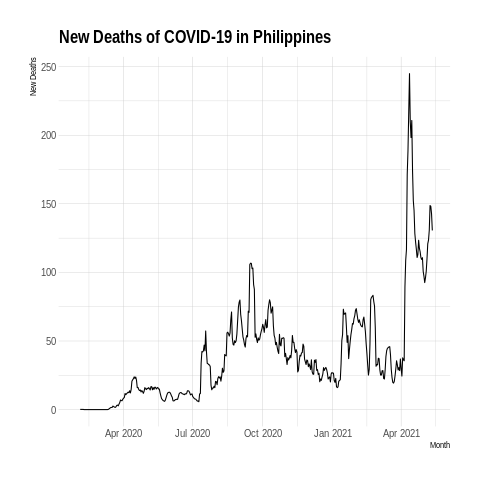 New Deaths of COVID-19 in Philippines
New Deaths
250
200
150
100
50
0
Apr 2020
Jul 2020
Oct 2020
Jan 2021
Apr 2021
Month